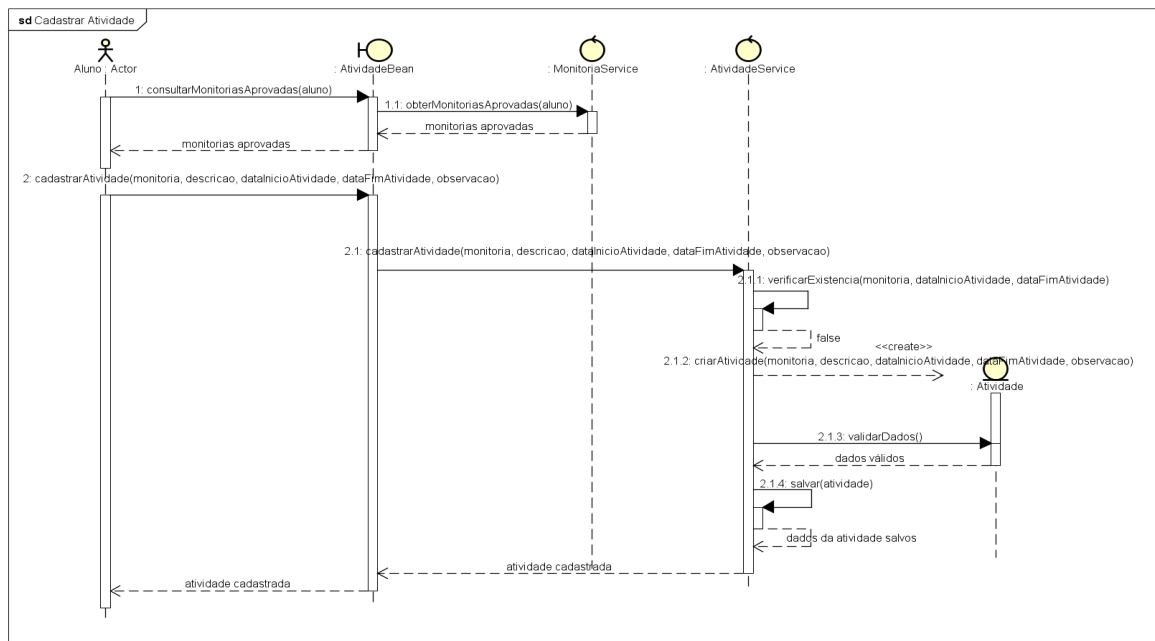 sd Cadastrar Atividade
Aluno : Actor
: AtividadeBean
: MonitoriaService
: AtividadeService
1: consultarMonitoriasAprovadas(aluno)
1.1: obterMonitoriasAprovadas(aluno)
monitorias aprovadas
monitorias aprovadas
2: cadastrarAtividade(monitoria, descricao, dataInicioAtividade, dataFimAtividade, observacao)
2.1: cadastrarAtividade(monitoria, descricao, dataInicioAtividade, dataFimAtividade, observacao)
2.1.1: verificarExistencia(monitoria, dataInicioAtividade, dataFimAtividade)
false
<<create>>
2.1.2: criarAtividade(monitoria, descricao, dataInicioAtividade, dataFimAtividade, observacao)
: Atividade
2.1.3: validarDados()
dados válidos
2.1.4: salvar(atividade)
dados da atividade salvos
atividade cadastrada
atividade cadastrada